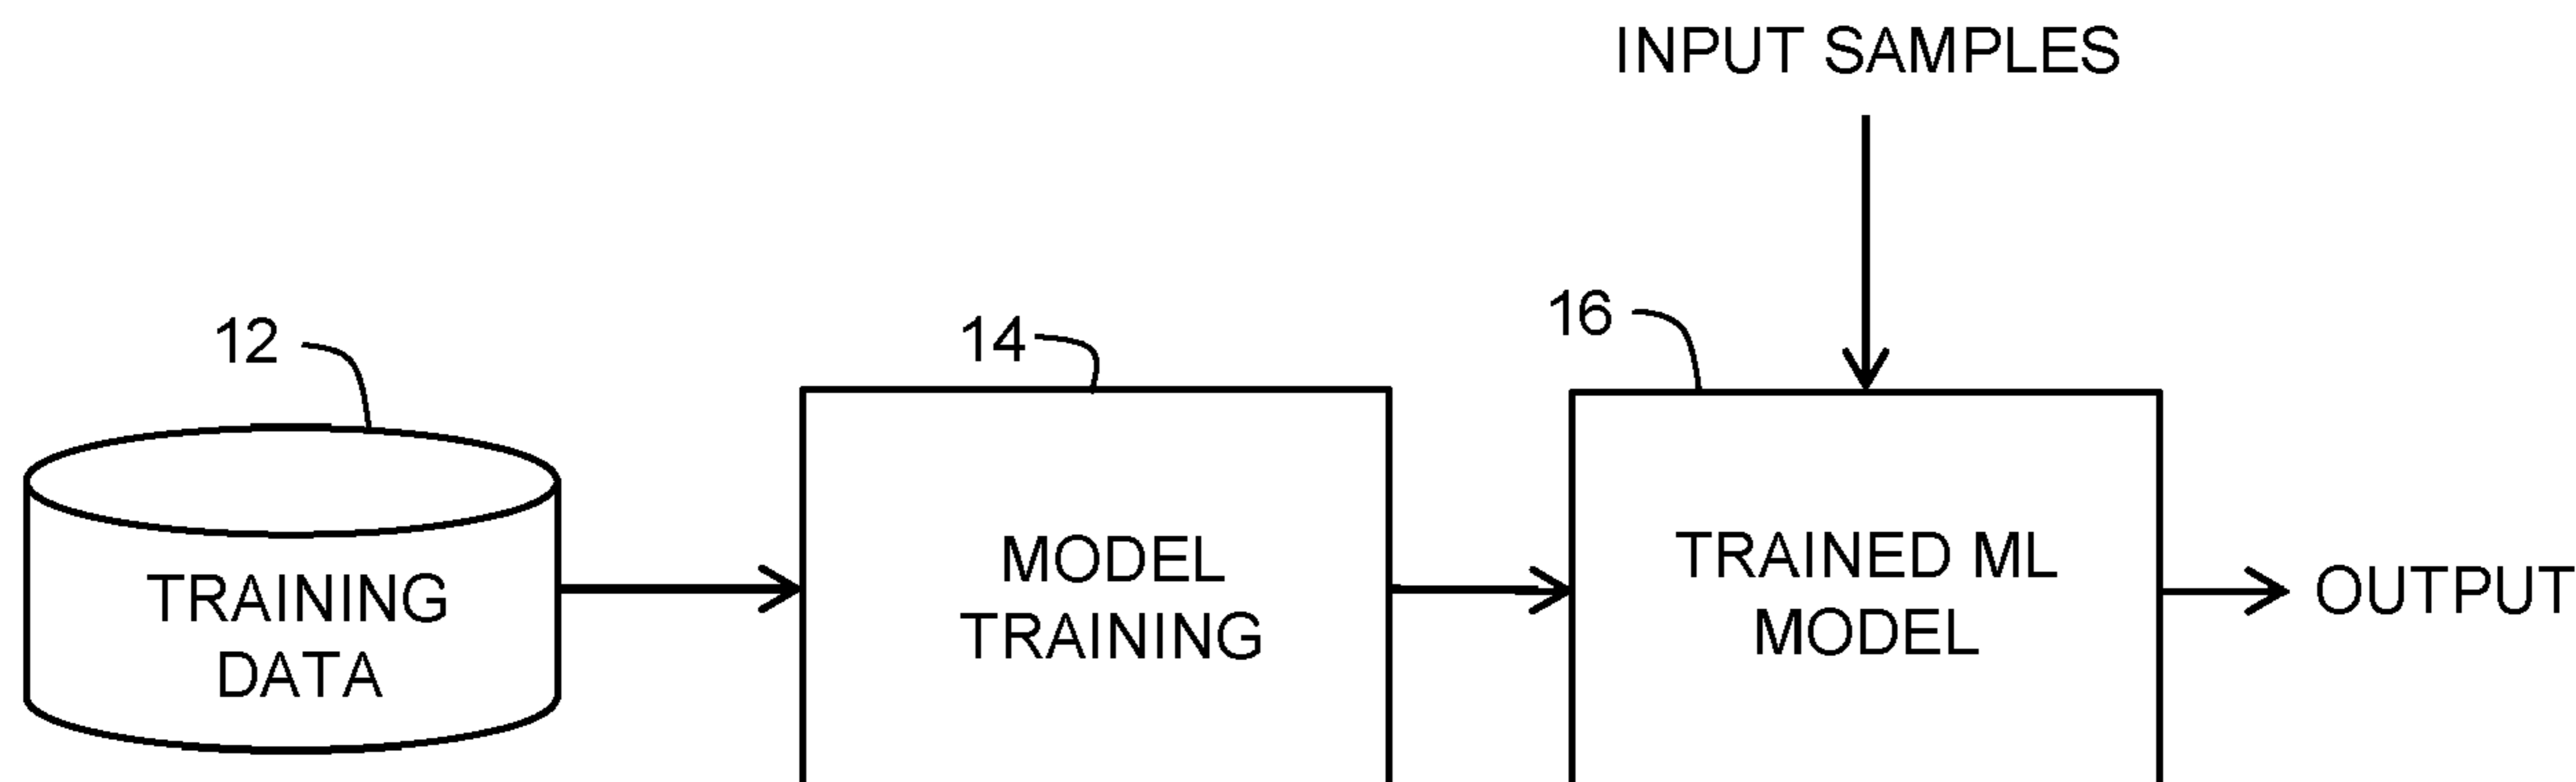 INPUT SAMPLES
12
14
16
TRAINING
DATA
MODEL
TRAINING
TRAINED ML
MODEL
OUTPUT